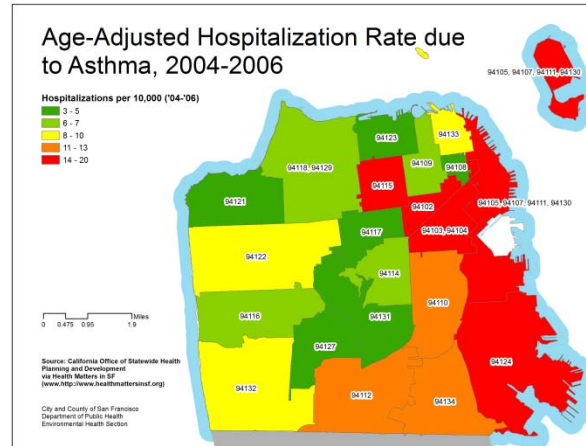 Age-Adjusted Hospitalization Rate due
to Asthma, 2004-2006
Hospitalizations per 10,000 ('04-'06)
3 - 5
6 - 7
8 - 10
11 - 13
14 - 20
94105, 94107, 94111, 94130
94123
94133
94118, 94129
94109
94108
94115
94121
94102
94105, 94107, 94111, 94130
94117
94103, 94104
94122
94114
94110
94116
94131
94127
94124
94132
94112
94134
0 0.475 0.95 1.9
Miles
Source: California Office of Statewide Health
Planning and Development
via Health Matters in SF
(www.http://www.healthmattersinsf.org)
City and County of San Francisco
Department of Public Health
Environmental Health Section